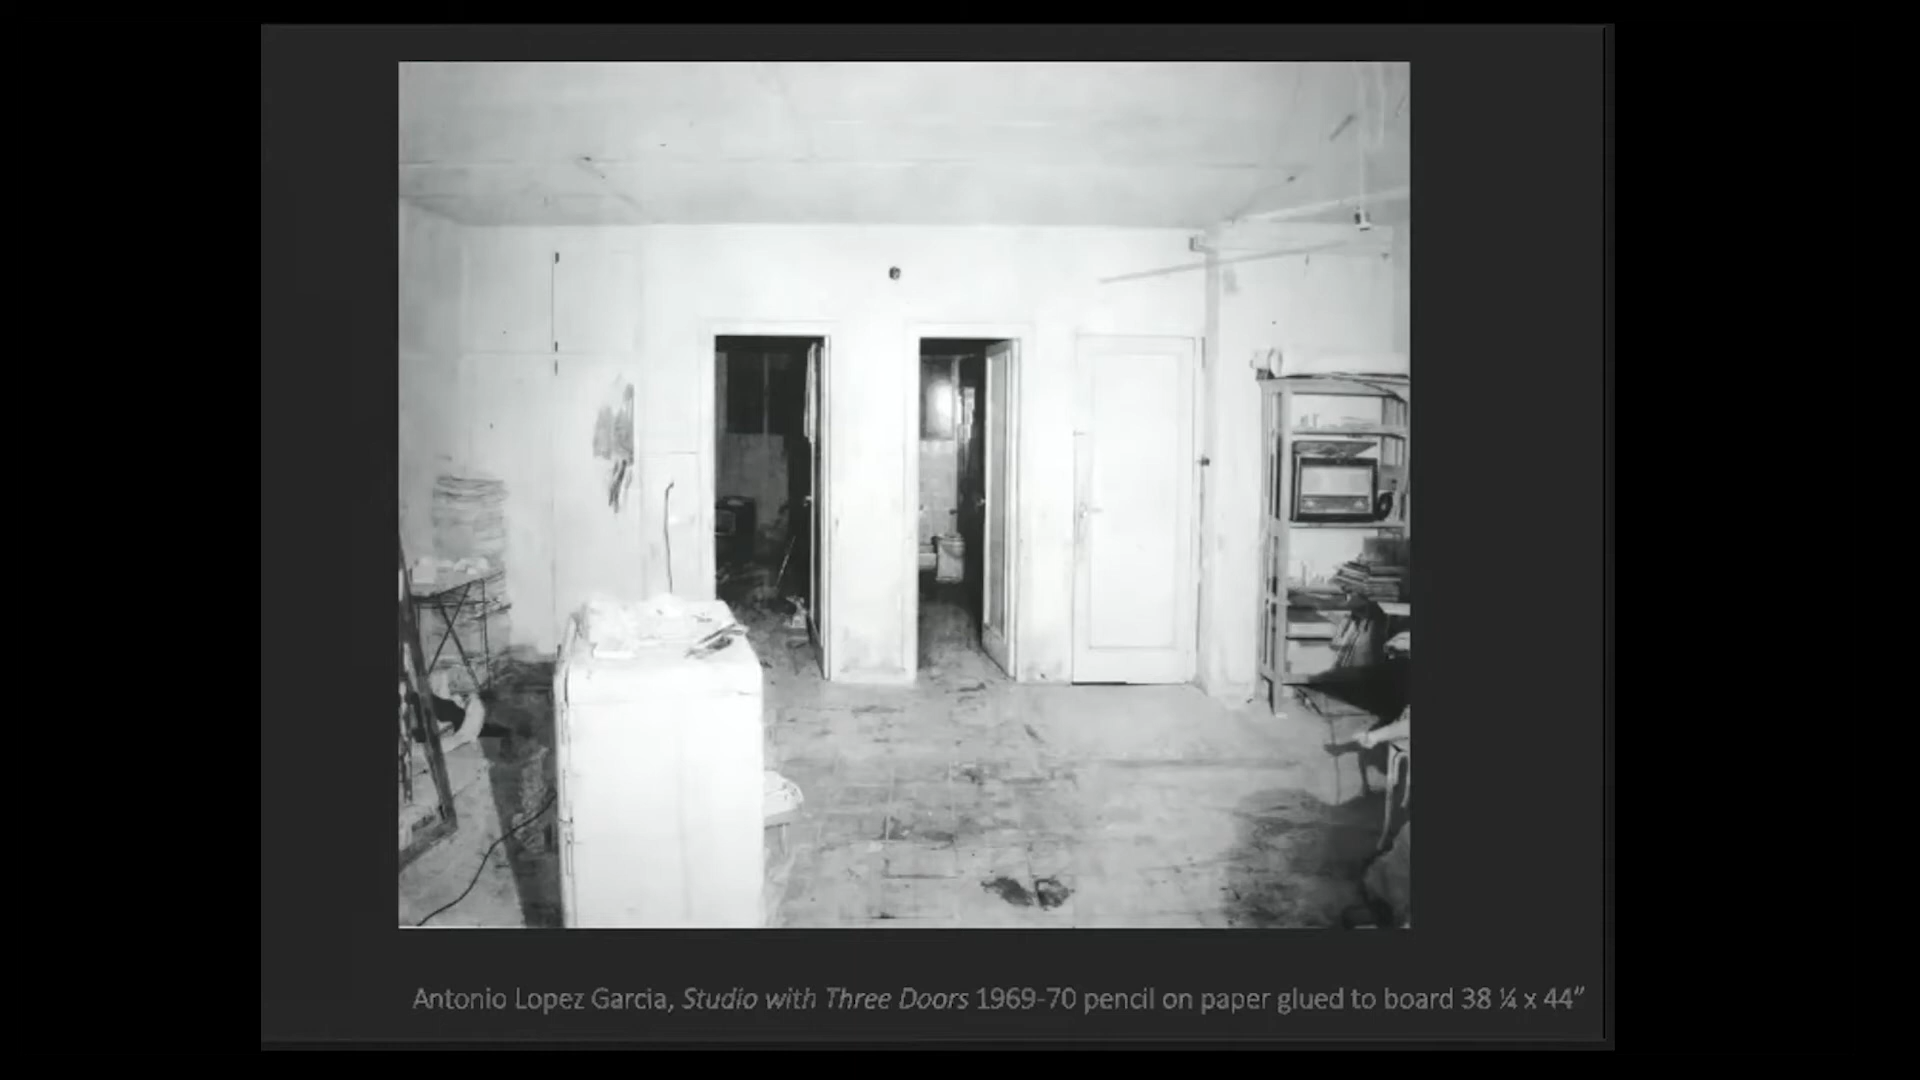 Antonio Lopez Garcia, Studio with Three Doors 1969-70 pencil on paper glued to board 38 ¼ x 44”